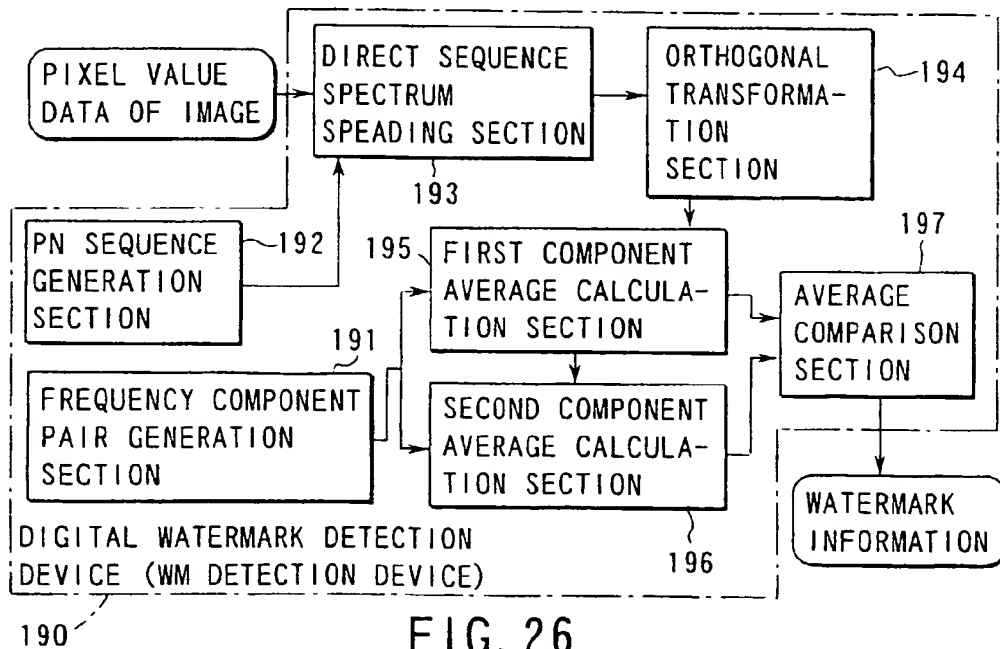 PIXEL VALUE
DATA OF IMAGE
DIRECT SEQUENCE
SPECTRUM
SPEADING SECTION
193
ORTHOGONAL
TRANSFORMA-
TION
SECTION
194
PN SEQUENCE
GENERATION
SECTION
192
195
FIRST COMPONENT
AVERAGE CALCULA-
TION SECTION
197
AVERAGE
COMPARISON
SECTION
191
FREQUENCY COMPONENT
PAIR GENERATION
SECTION
SECOND COMPONENT
AVERAGE CALCULA-
TION SECTION
196
WATERMARK
INFORMATION
DIGITAL WATERMARK DETECTION
DEVICE (WM DETECTION DEVICE)
190
FIG. 26